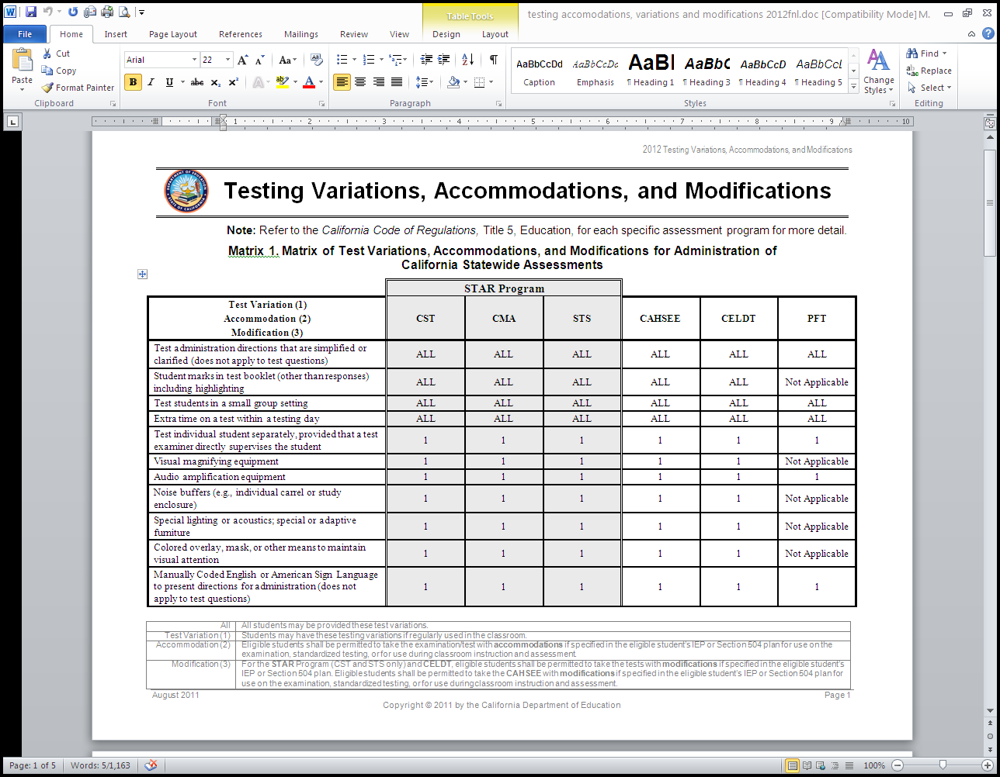 Table Tools
testing accomodations, variations and modifications 2012fnl.doc [Compatibility Mode] M.
File Home Insert Page Layout References Mailings Review View Design Layout
Paste
Cut
Copy
Format Painter
Clipboard
Arial 22
Font
Paragraph
AaBbCcDd AaBbCcDc AaBl AaBbC AaBbCcD AaBbCcL
Caption Emphasis ¶ Heading 1 ¶ Heading 3 ¶ Heading 4 ¶ Heading 5
Change
Styles
Styles
Find
Replace
Select
Editing
1 2 3 4 5 6 7 8 9 10
2012 Testing Variations, Accommodations, and Modifications
Testing Variations, Accommodations, and Modifications
Note: Refer to the California Code of Regulations, Title 5, Education, for each specific assessment program for more detail.
Matrix 1. Matrix of Test Variations, Accommodations, and Modifications for Administration of
California Statewide Assessments
STAR Program
Test Variation (1)
Accommodation (2)
Modification (3)
CST CMA STS CAHSEE CELDT PFT
Test administration directions that are simplified or
clarified (does not apply to test questions)
ALL ALL ALL ALL ALL ALL
Student marks in test booklet (other than responses)
including highlighting
ALL ALL ALL ALL ALL Not Applicable
Test students in a small group setting ALL ALL ALL ALL ALL ALL
Extra time on a test within a testing day ALL ALL ALL ALL ALL ALL
Test individual student separately, provided that a test
examiner directly supervises the student
1 1 1 1 1 1
Visual magnifying equipment 1 1 1 1 1 Not Applicable
Audio amplification equipment 1 1 1 1 1 1
Noise buffers (e.g., individual carrel or study
enclosure)
1 1 1 1 1 Not Applicable
Special lighting or acoustics; special or adaptive
furniture
1 1 1 1 1 Not Applicable
Colored overlay, mask, or other means to maintain
visual attention
1 1 1 1 1 Not Applicable
Manually Coded English or American Sign Language
to present directions for administration (does not
apply to test questions)
1 1 1 1 1 1
All All students may be provided these test variations.
Test Variation (1) Students may have these testing variations if regularly used in the classroom.
Accommodation (2) Eligible students shall be permitted to take the examination/test with accommodations if specified in the eligible student's IEP or Section 504 plan for use on the
examination, standardized testing, or for use during classroom instruction and assessment.
Modification (3) For the STAR Program (CST and STS only) and CELDT, eligible students shall be permitted to take the tests with modifications if specified in the eligible student's
IEP or Section 504 plan. Eligible students shall be permitted to take the CAHSEE with modifications if specified in the eligible student's IEP or Section 504 plan for
use on the examination, standardized testing, or for use during classroom instruction and assessment.
August 2011 Page 1
Copyright © 2011 by the California Department of Education
Page: 1 of 5 Words: 5/1,163 100%